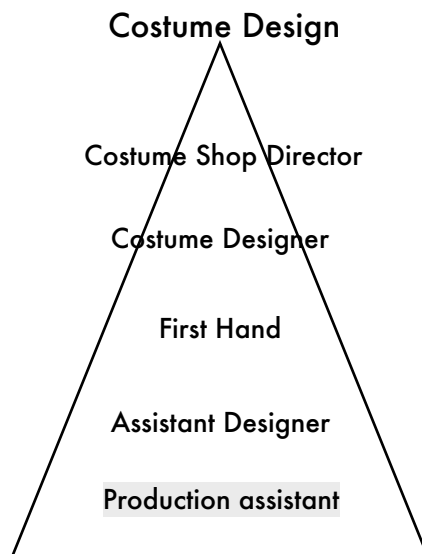 Costume Design
Costume Shop Director
Costume Designer
First Hand
Assistant Designer
Production assistant